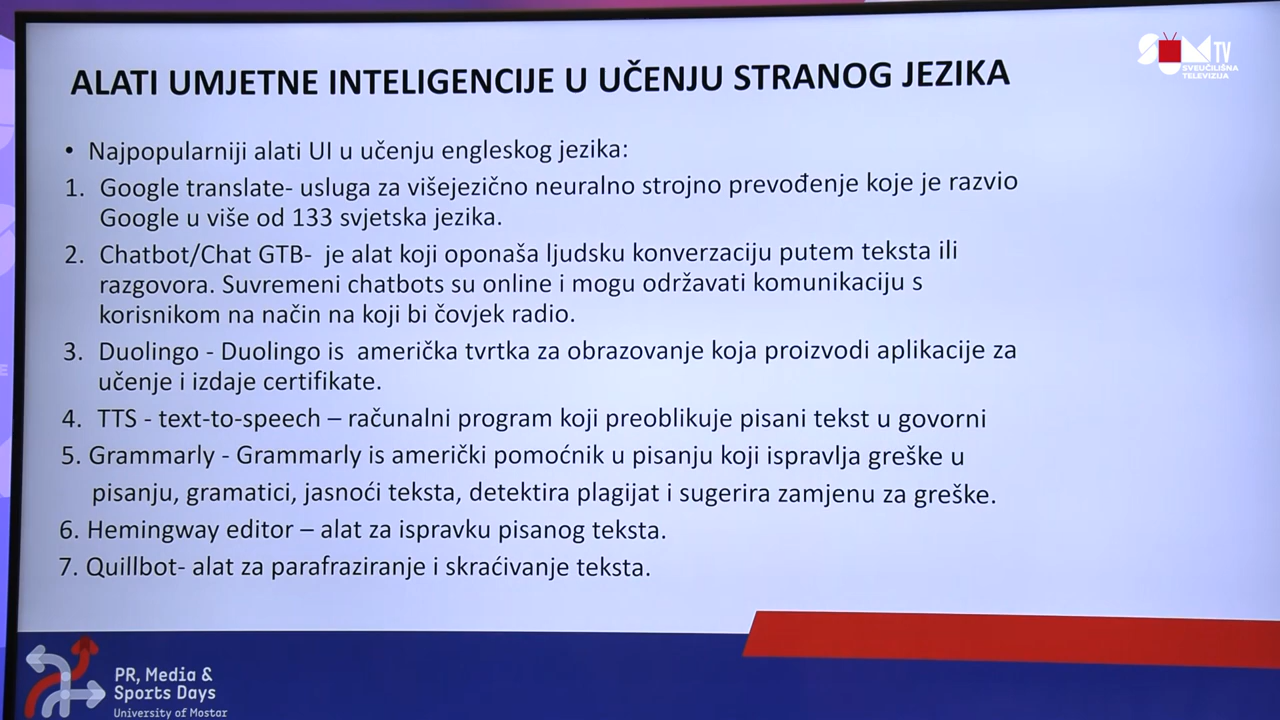 SUM TV
SVEUČILIŠNA
TELEVIZIJA
ALATI UMJETNE INTELIGENCIJE U UČENJU STRANOG JEZIKA
• Najpopularniji alati UI u učenju engleskog jezika:
1. Google translate- usluga za višejezično neuralno strojno prevođenje koje je razvio
Google u više od 133 svjetska jezika.
2. Chatbot/Chat GTB- je alat koji oponaša ljudsku konverzaciju putem teksta ili
razgovora. Suvremeni chatbots su online i mogu održavati komunikaciju s
korisnikom na način na koji bi čovjek radio.
3. Duolingo - Duolingo is američka tvrtka za obrazovanje koja proizvodi aplikacije za
učenje i izdaje certifikate.
4. TTS - text-to-speech – računalni program koji preoblikuje pisani tekst u govorni
5. Grammarly - Grammarly is američki pomoćnik u pisanju koji ispravlja greške u
pisanju, gramatici, jasnoći teksta, detektira plagijat i sugerira zamjenu za greške.
6. Hemingway editor – alat za ispravku pisanog teksta.
7. Quillbot- alat za parafraziranje i skraćivanje teksta.
PR, Media &
Sports Days
University of Mostar